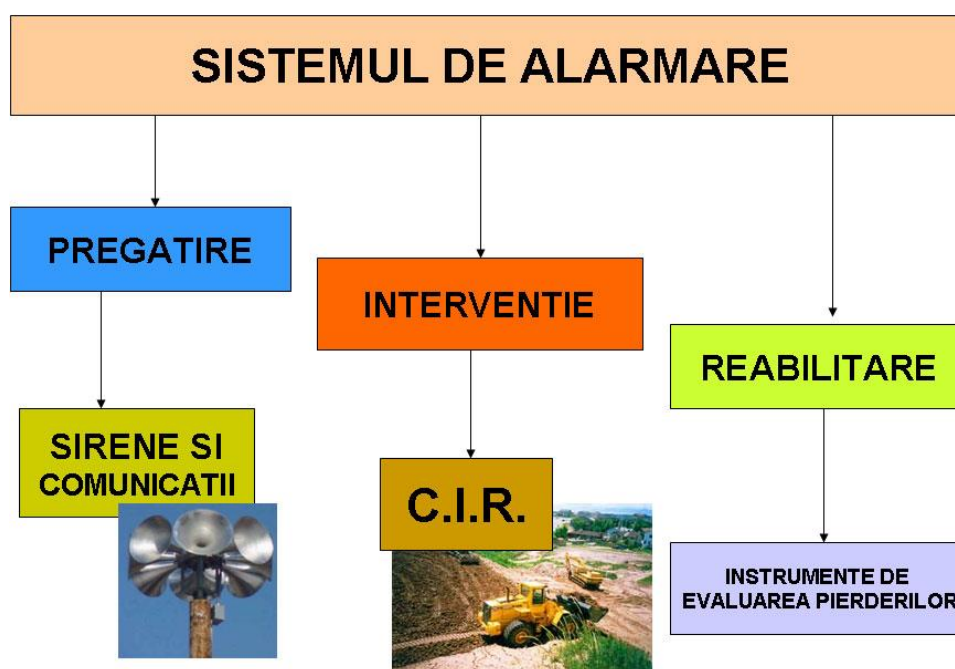 SISTEMUL DE ALARMARE
PREGATIRE
INTERVENTIE
REABILITARE
SIRENE SI
COMUNICATII
C.I.R.
INSTRUMENTE DE
EVALUAREA PIERDERILOR